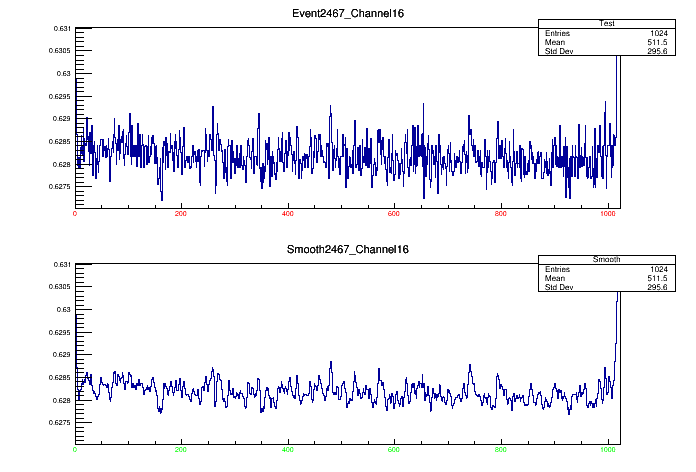 Event2467_Channel16
Test
Entries 1024
Mean 511.5
Std Dev 295.6
0.631
0.6305
0.63
0.6295
0.629
0.6285
0.628
0.6275
0 200 400 600 800 1000
Smooth2467_Channel16
Smooth
Entries 1024
Mean 511.5
Std Dev 295.6
0.631
0.6305
0.63
0.6295
0.629
0.6285
0.628
0.6275
0 200 400 600 800 1000